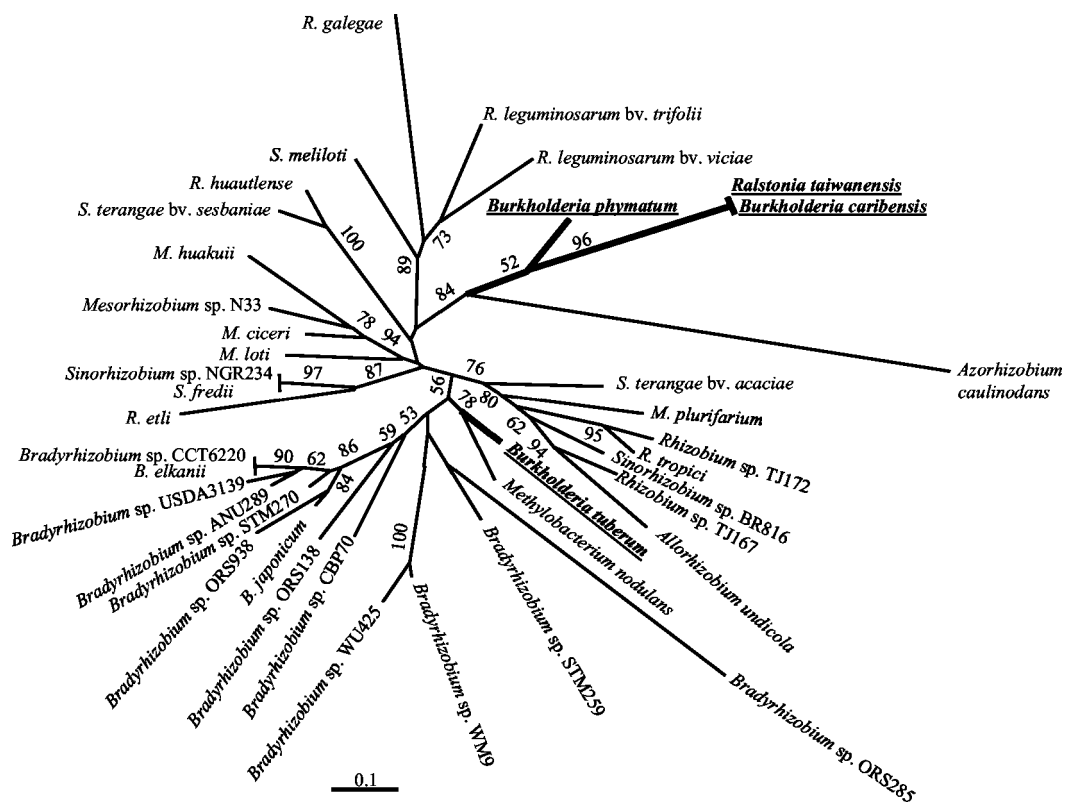 R. galegae
R. leguminosarum bv. trifolii
S. meliloti
R. leguminosarum bv. viciae
R. huautlense
Ralstonia taiwanensis
S. terangae bv. sesbaniae
Burkholderia phymatum
Burkholderia caribensis
100
73
96
M. huakuii
89
52
84
Mesorhizobium sp. N33
78
94
M. ciceri
M. loti
76
Sinorhizobium sp. NGR234
97
87
Azorhizobium
caulinodans
S. fredii
56
78
80
S. terangae bv. acaciae
R. etli
53
M. plurifarium
62
95
59
94
Rhizobium sp. TJ172
R. tropici
Sinorhizobium sp. BR816
Rhizobium sp. TJ167
Allorhizobium undicola
Burkholderia tuberum
Methylobacterium nodulans
Bradyrhizobium sp. CCT6220
90
62
86
B. elkanii
84
Bradyrhizobium sp. USDA3139
Bradyrhizobium sp. ANU289
Bradyrhizobium sp. STM270
Bradyrhizobium sp. ORS938
B. japonicum
Bradyrhizobium sp. ORS138
Bradyrhizobium sp. CBP70
100
Bradyrhizobium sp. WU425
Bradyrhizobium sp. WM9
Bradyrhizobium sp. STM259
Bradyrhizobium sp. ORS285
0.1